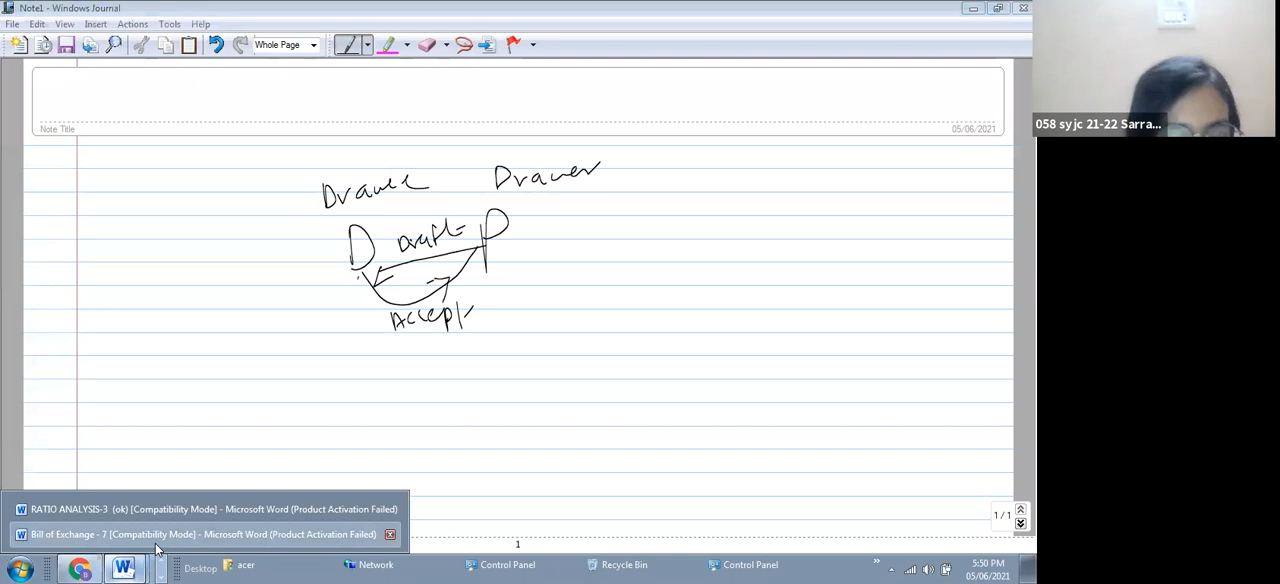 Note1 - Windows Journal
File Edit View Insert Actions Tools Help
Whole Page
058 syjc 21-22 Sarra...
Note Title
05/06/2021
Drawee Drawer
D Draft P
Accept
RATIO ANALYSIS-3 (ok) [Compatibility Mode] - Microsoft Word (Product Activation Failed)
Bill of Exchange - 7 [Compatibility Mode] - Microsoft Word (Product Activation Failed)
1 / 1
1
Desktop acer Network Control Panel Recycle Bin Control Panel
5:50 PM
05/06/2021